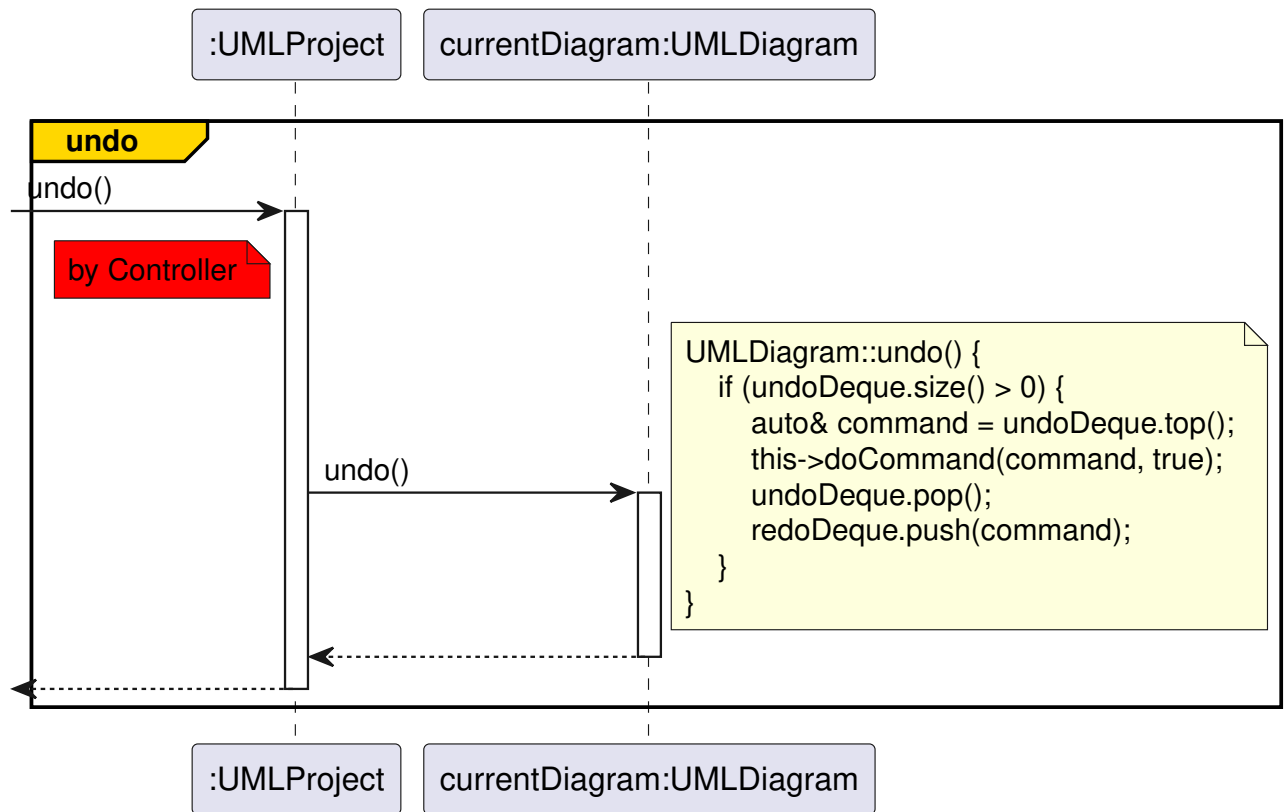 :UMLProject
currentDiagram:UMLDiagram
undo
undo()
by Controller
UMLDiagram::undo() {
if (undoDeque.size() > 0) {
auto& command = undoDeque.top();
this->doCommand(command, true);
undoDeque.pop();
redoDeque.push(command);
}
}
undo()
:UMLProject
currentDiagram:UMLDiagram